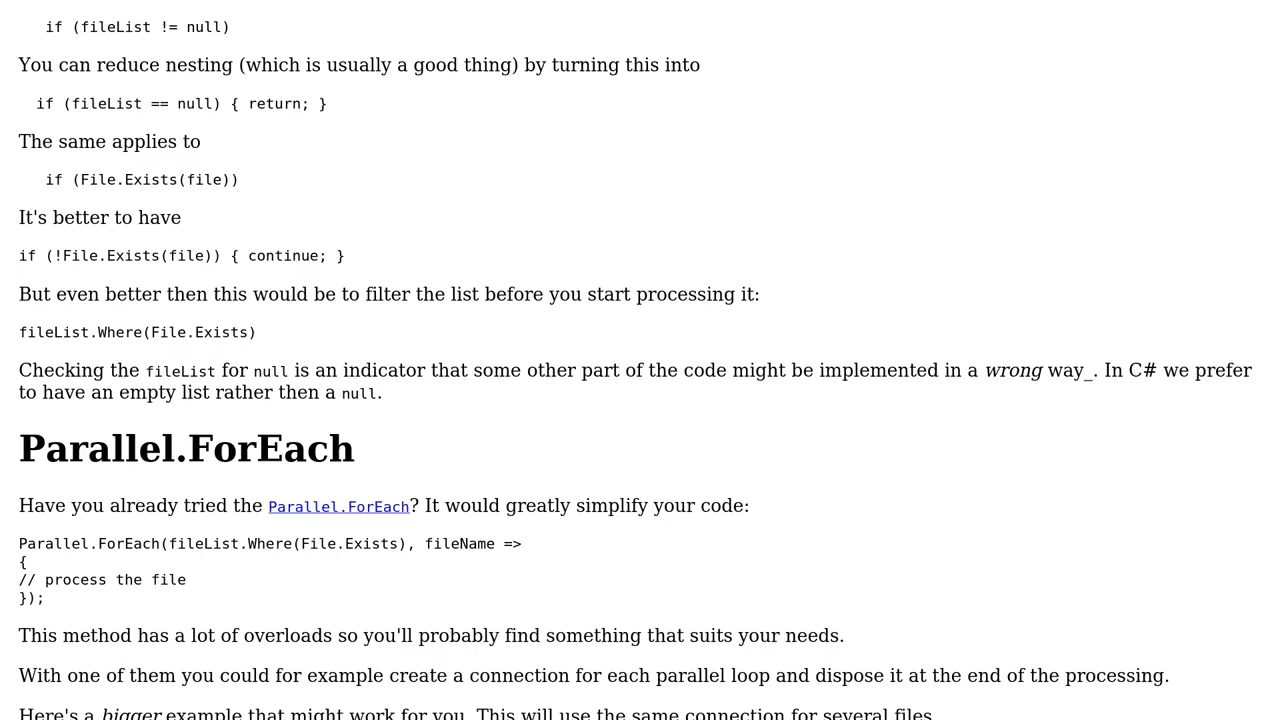 if (fileList != null)
You can reduce nesting (which is usually a good thing) by turning this into
if (fileList == null) { return; }
The same applies to
if (File.Exists(file))
It's better to have
if (!File.Exists(file)) { continue; }
But even better then this would be to filter the list before you start processing it:
fileList.Where(File.Exists)
Checking the fileList for null is an indicator that some other part of the code might be implemented in a wrong way_. In C# we prefer
to have an empty list rather then a null.
Parallel.ForEach
Have you already tried the Parallel.ForEach? It would greatly simplify your code:
Parallel.ForEach(fileList.Where(File.Exists), fileName =>
{
// process the file
});
This method has a lot of overloads so you'll probably find something that suits your needs.
With one of them you could for example create a connection for each parallel loop and dispose it at the end of the processing.
Here's a bigger example that might work for you. This will use the same connection for several files.